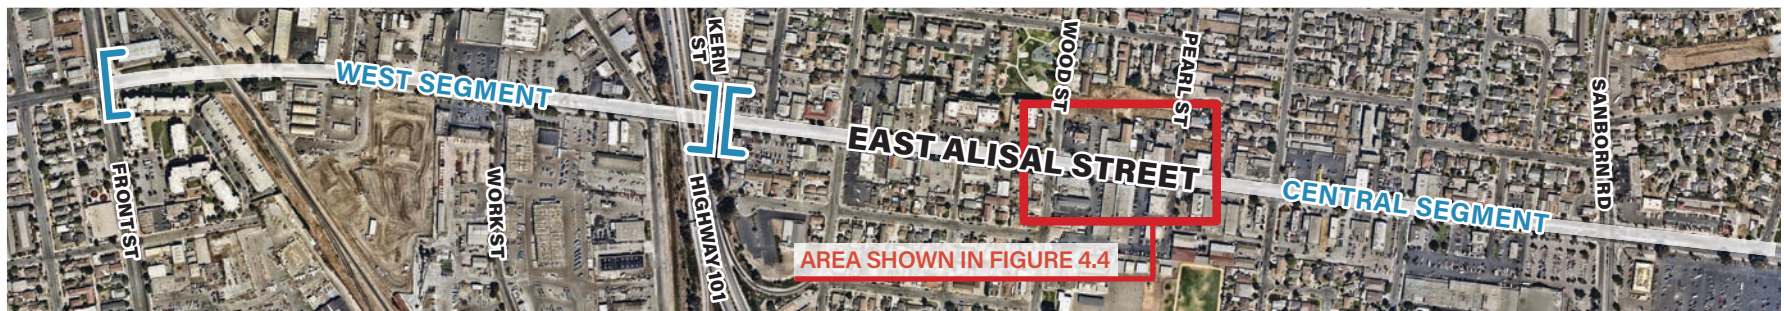 WEST SEGMENT
KERN
ST
WOOD ST
PEARL ST
EAST ALISAL STREET
SANBORN RD
FRONT ST
WORK ST
HIGHWAY 101
CENTRAL SEGMENT
AREA SHOWN IN FIGURE 4.4